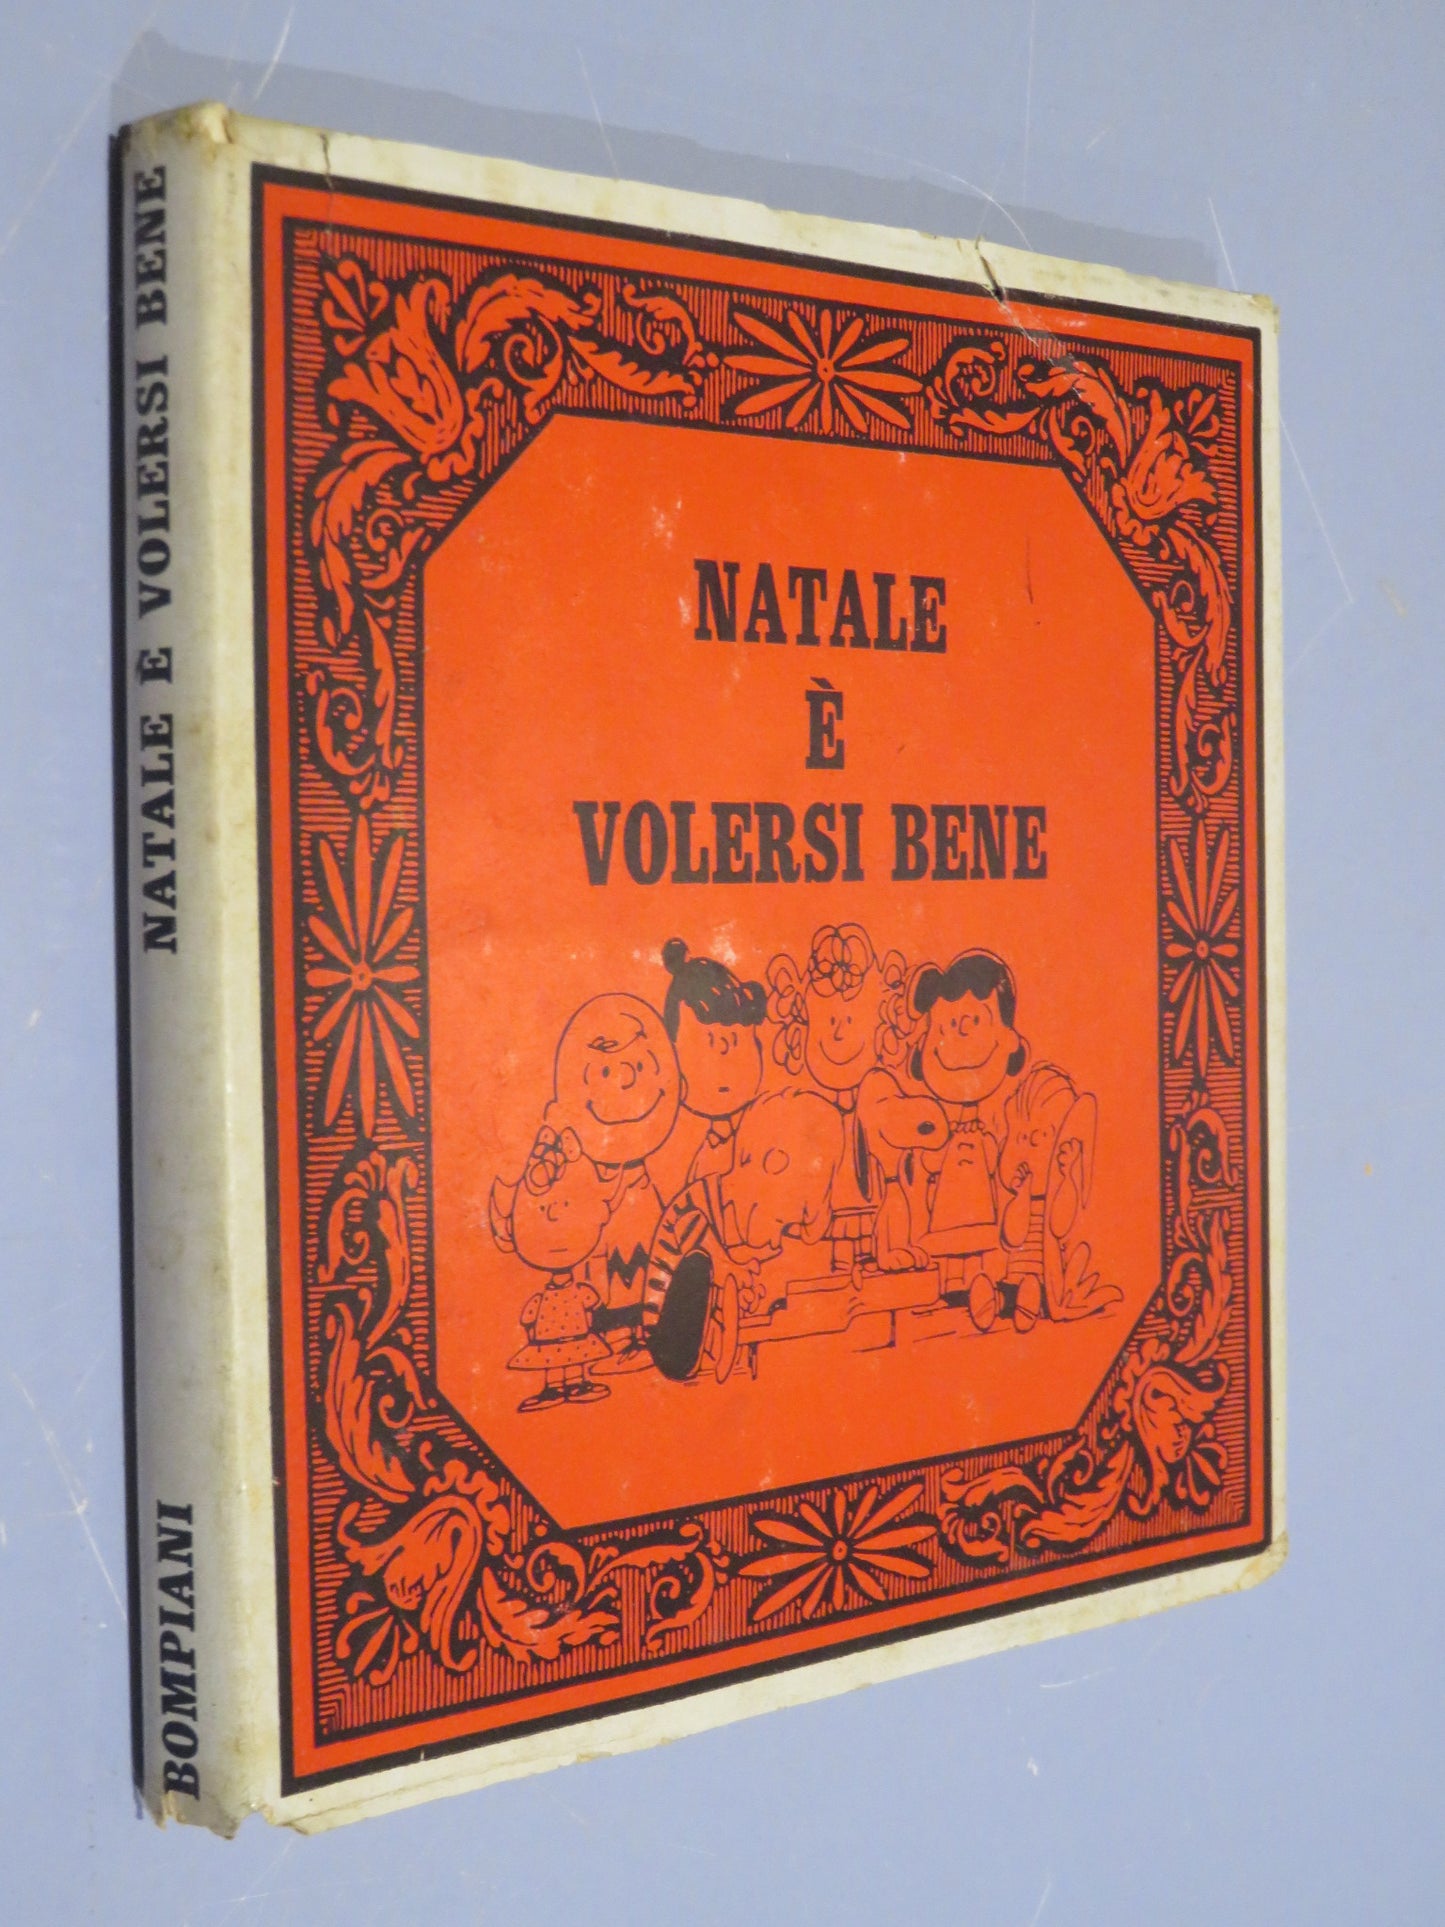 NATALE È VOLERSI BENE
BOMPIANI
NATALE
È
VOLERSI BENE